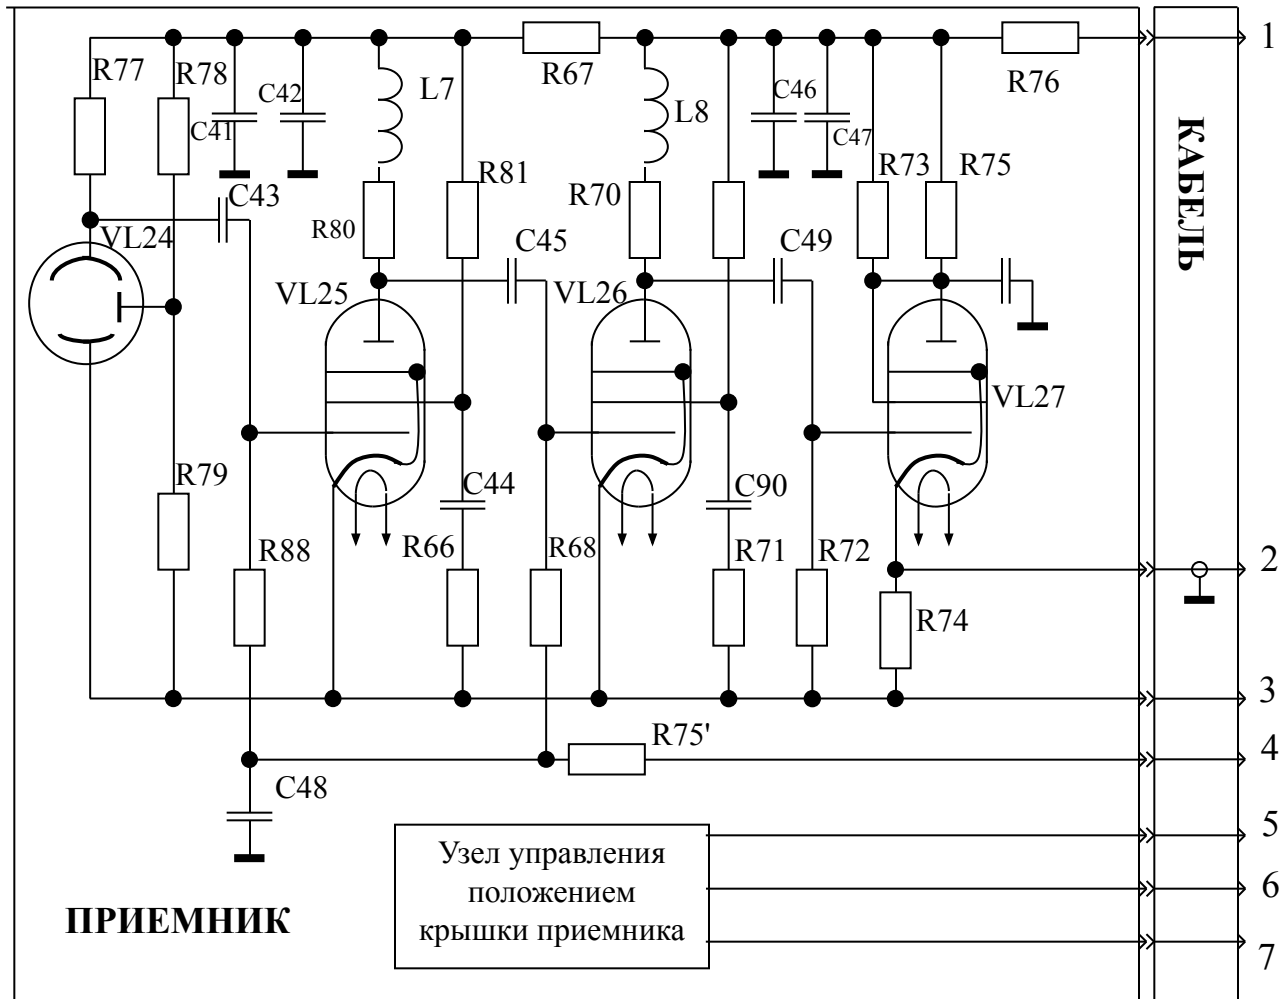 1
R77
R78
C42
L7
R67
C46
R76
C41
L8
C47
КАБЕЛЬ
R81
R70
R73
R75
C43
VL24
R80
C45
C49
VL25
VL26
VL27
R79
C44
C90
R88
R66
R68
R71
R72
2
R74
3
R75'
4
C48
5
Узел управления
положением
крышки приемника
6
ПРИЕМНИК
7